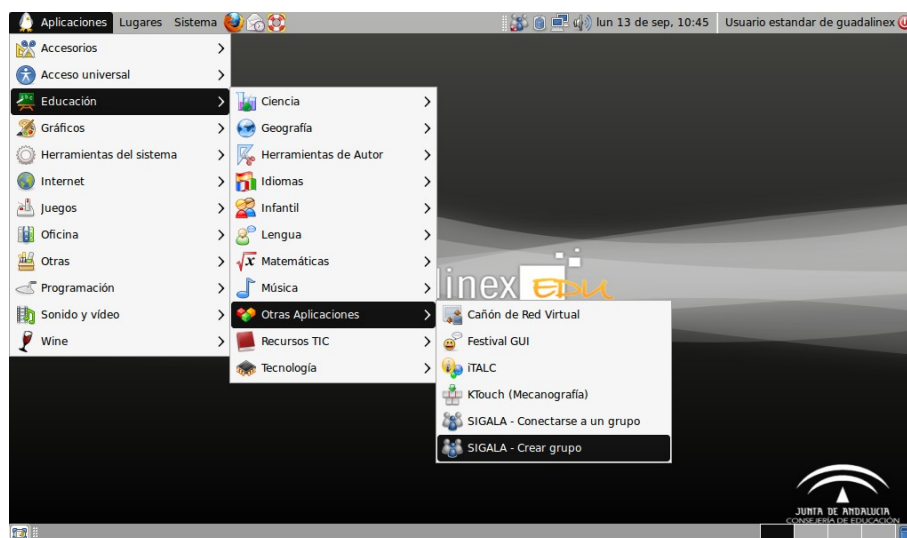 Aplicaciones Lugares Sistema lun 13 de sep, 10:45 Usuario estandar de guadalinex
Accesorios
Acceso universal
Educación
Gráficos
Herramientas del sistema
Internet
Juegos
Oficina
Otras
Programación
Sonido y vídeo
Wine
Ciencia
Geografía
Herramientas de Autor
Idiomas
Infantil
Lengua
Matemáticas
Música
Otras Aplicaciones
Recursos TIC
Tecnología
linex EDU
Cañón de Red Virtual
Festival GUI
iTALC
KTouch (Mecanografía)
SIGALA - Conectarse a un grupo
SIGALA - Crear grupo
JUNTA DE ANDALUCIA
CONSEJERÍA DE EDUCACIÓN